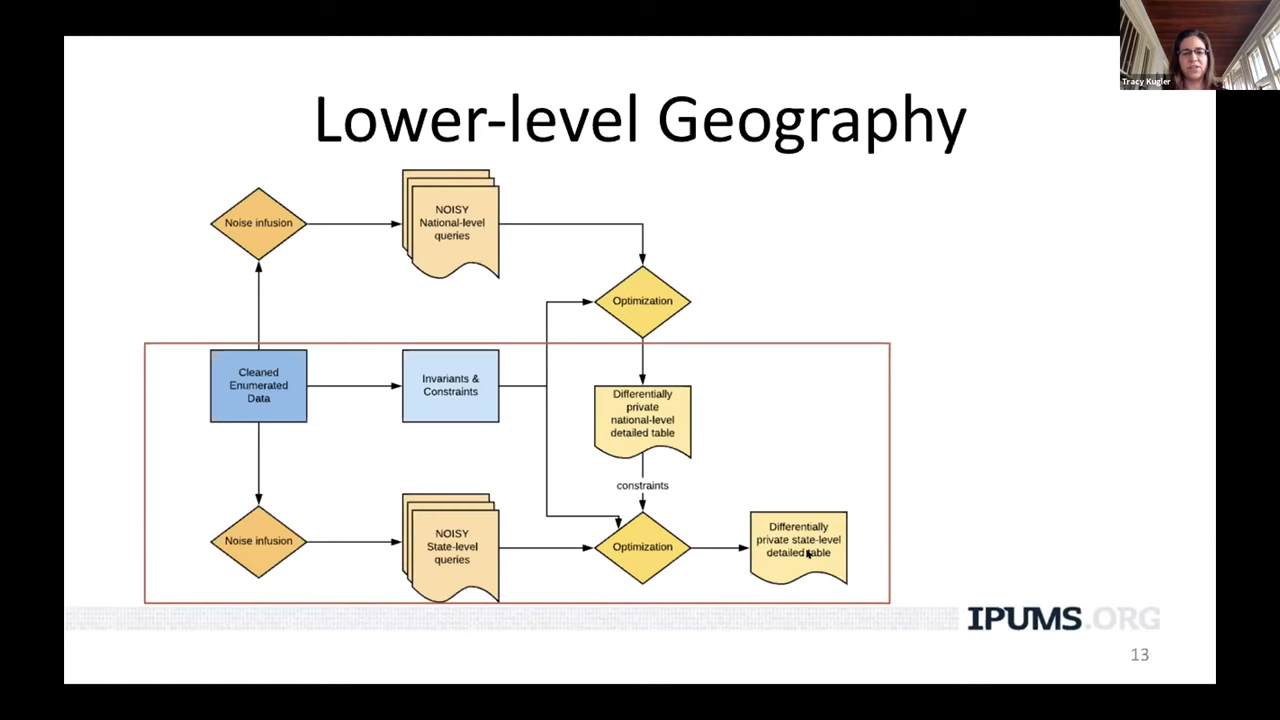 Tracy Kugler
Lower-level Geography
Noise infusion
NOISY
National-level
queries
Optimization
Cleaned
Enumerated
Data
Invariants &
Constraints
Differentially
private
national-level
detailed table
constraints
Noise infusion
NOISY
State-level
queries
Optimization
Differentially
private state-level
detailed table
IPUMS.ORG
13